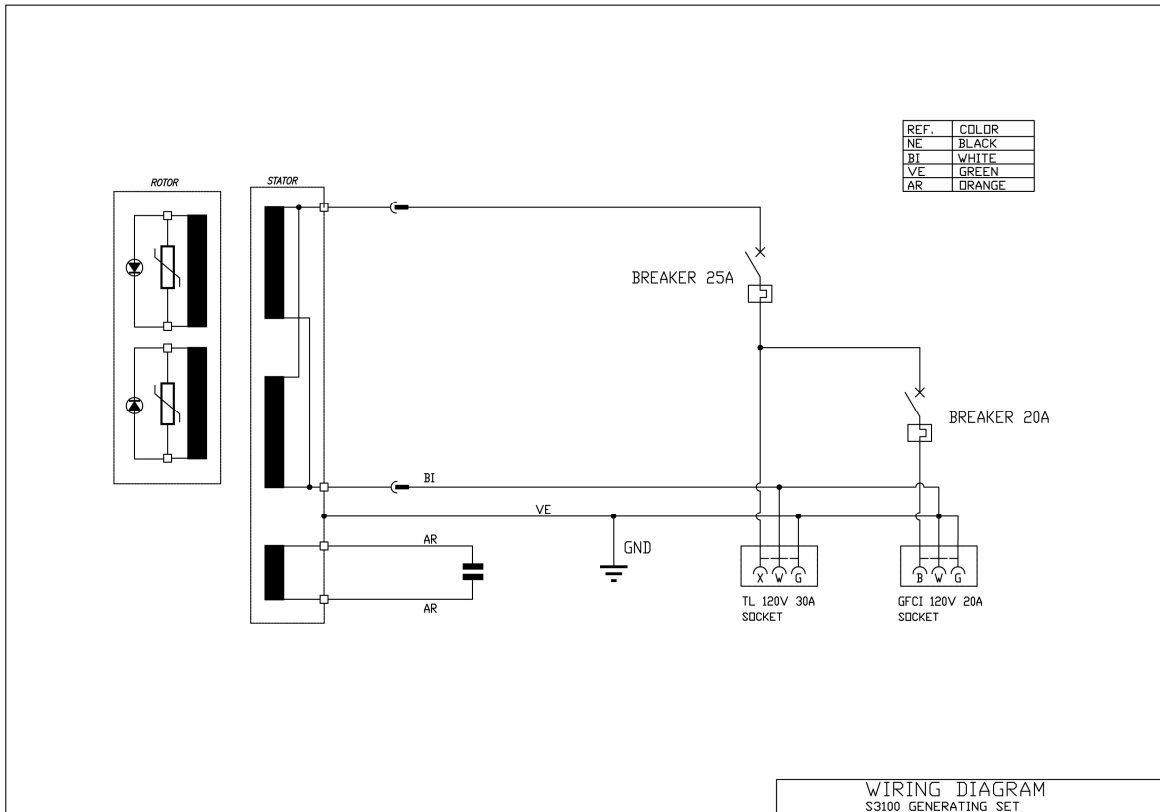 REF. COLOR
NE BLACK
BI WHITE
VE GREEN
AR ORANGE
ROTOR
STATOR
BREAKER 25A
BREAKER 20A
BI
VE
AR
GND
AR
X W G
B W G
TL 120V 30A
SOCKET
GFCI 120V 20A
SOCKET
WIRING DIAGRAM
S3100 GENERATING SET